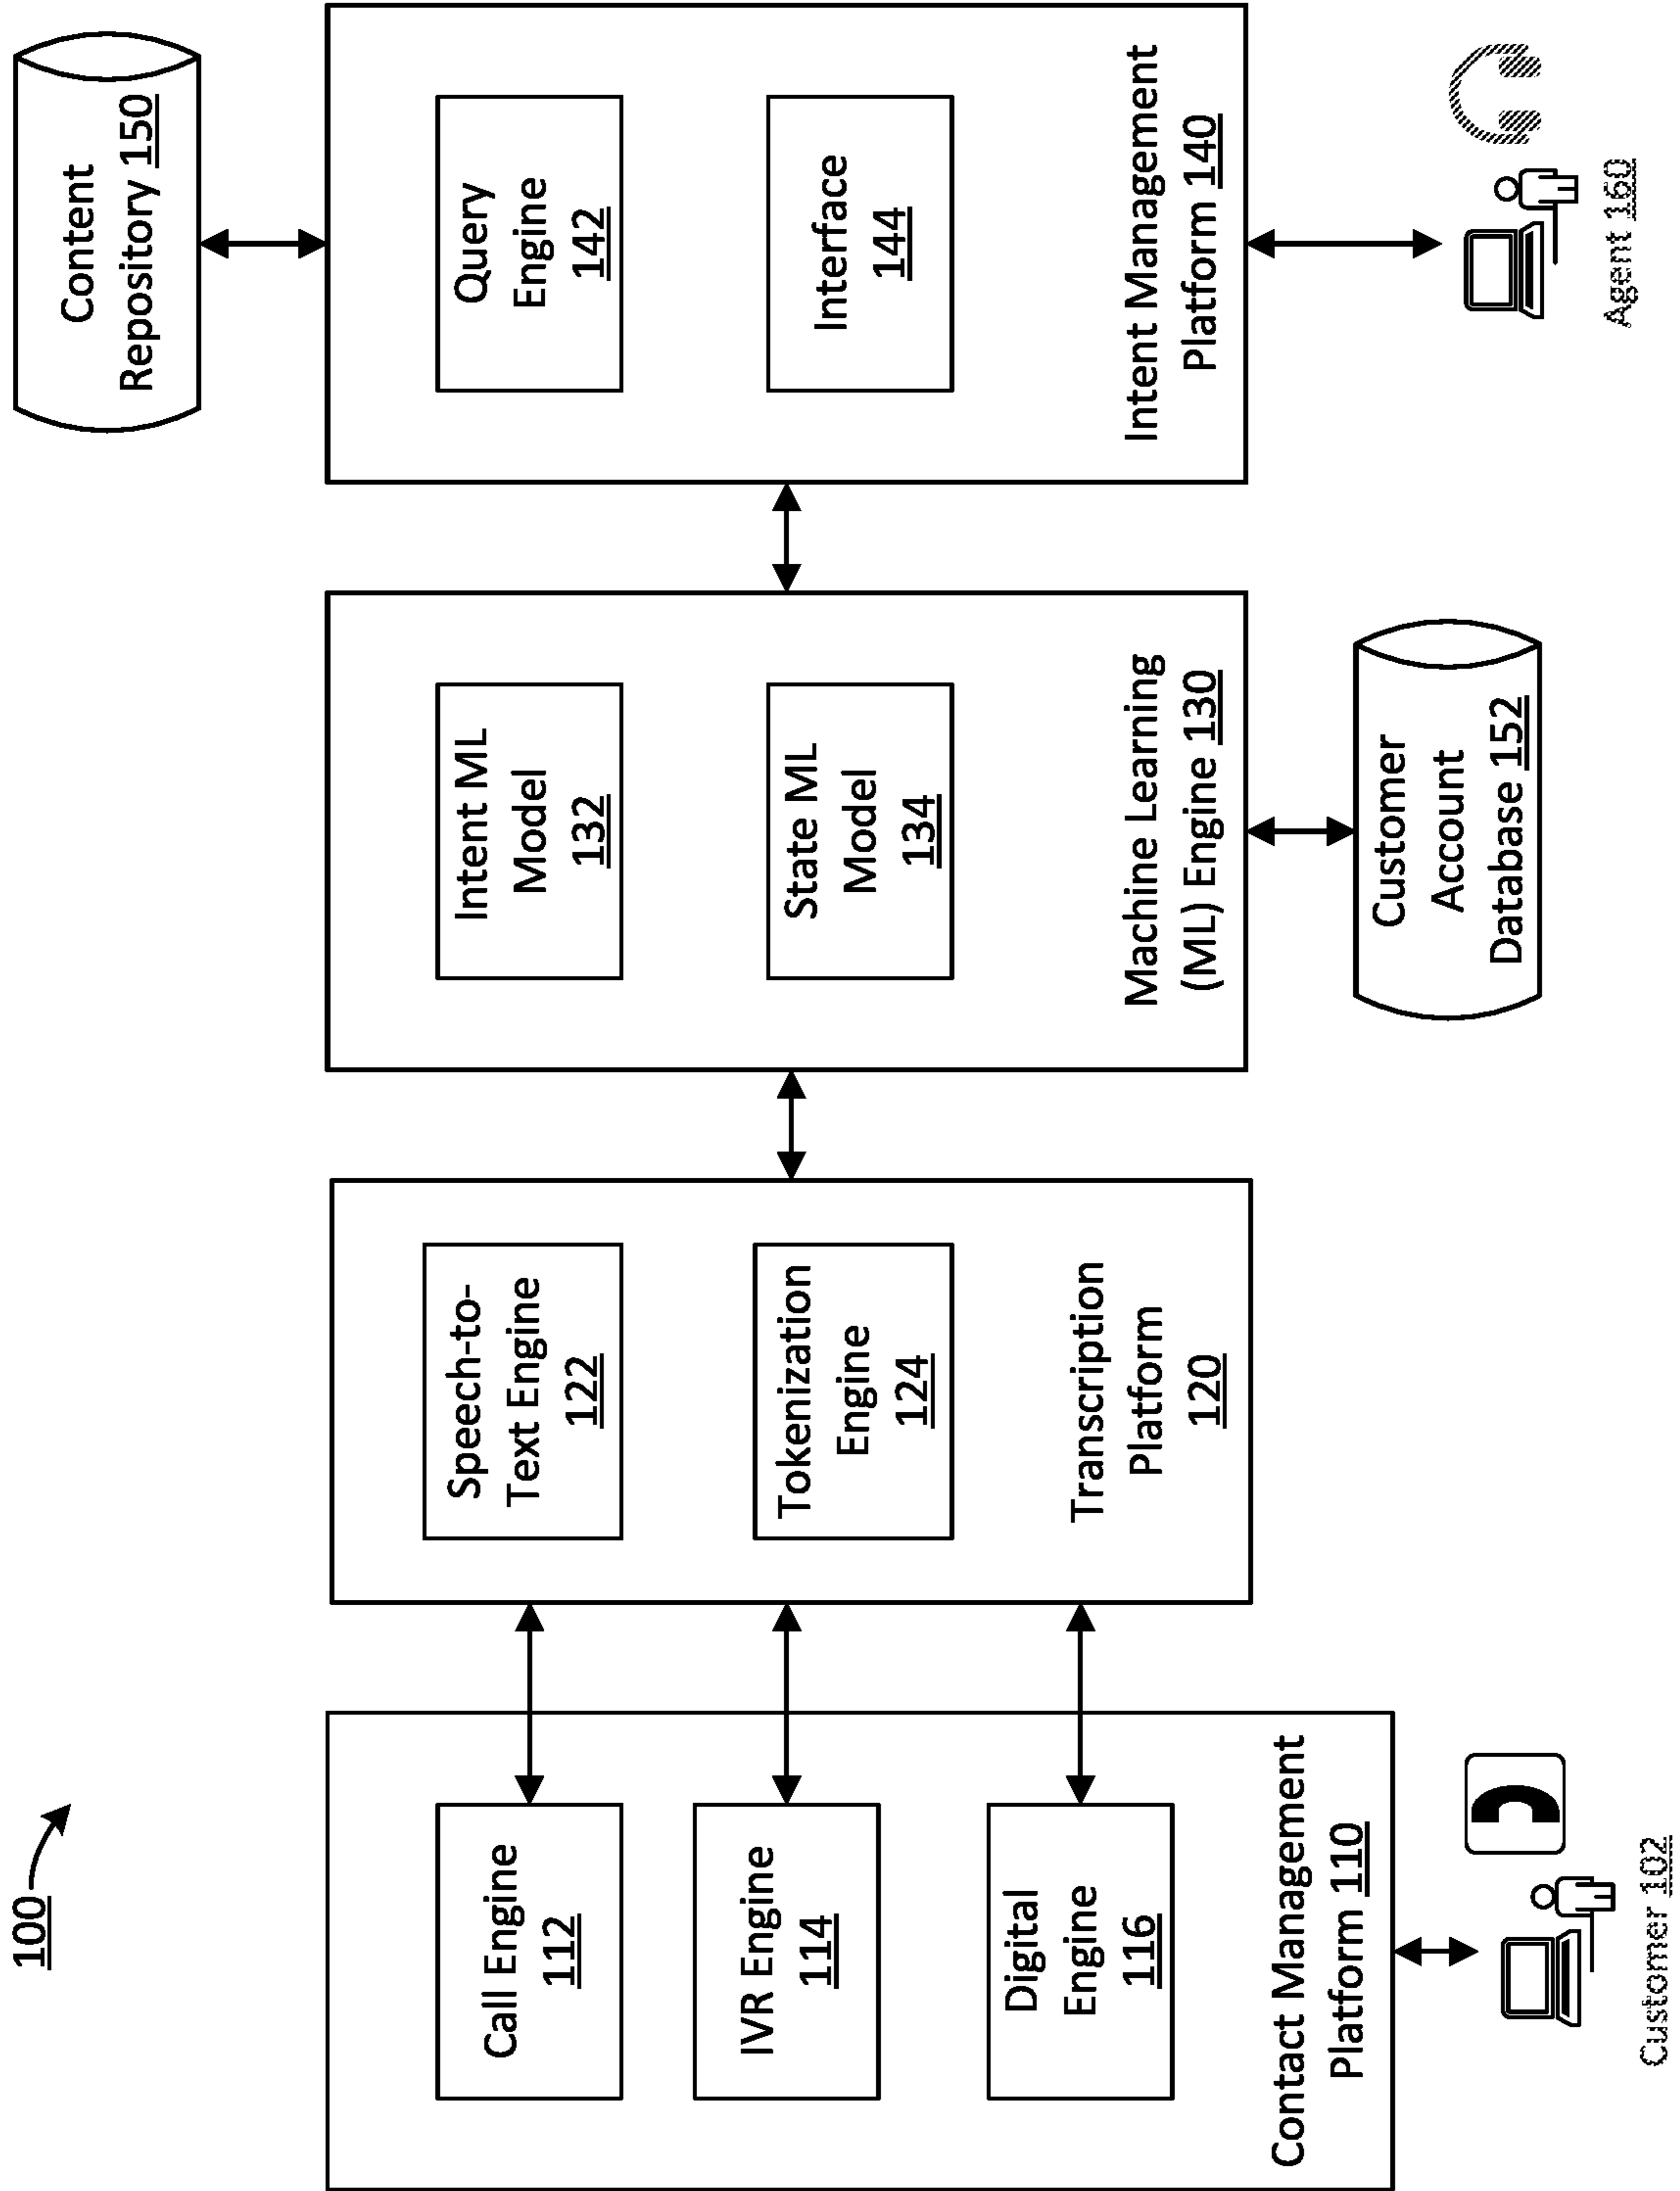 100
Call Engine
112
IVR Engine
114
Digital
Engine
116
Contact Management
Platform 110
Customer 102
Speech-to-
Text Engine
122
Tokenization
Engine
124
Transcription
Platform
120
Intent ML
Model
132
State ML
Model
134
Machine Learning
(ML) Engine 130
Customer
Account
Database 152
Content
Repository 150
Query
Engine
142
Interface
144
Intent Management
Platform 140
Agent 160